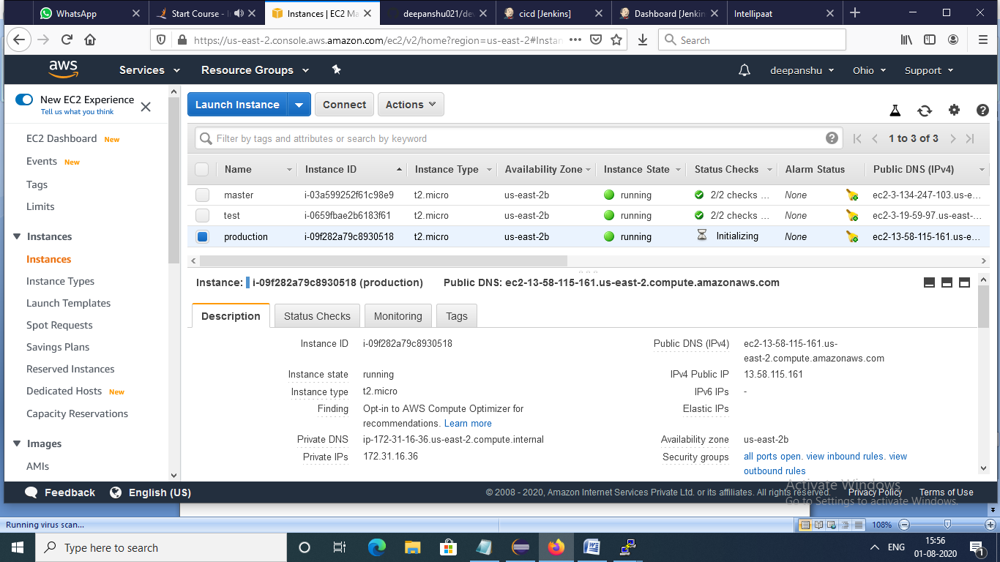 WhatsApp
Start Course - I
Instances | EC2 Ma
deepanshu021/de
cicd [Jenkins]
Dashboard [Jenkin
Intellipaat
https://us-east-2.console.aws.amazon.com/ec2/v2/home?region=us-east-2#Instan
Search
aws
Services
Resource Groups
deepanshu
Ohio
Support
New EC2 Experience
Tell us what you think
EC2 Dashboard New
Events New
Tags
Limits
Instances
Instances
Instance Types
Launch Templates
Spot Requests
Savings Plans
Reserved Instances
Dedicated Hosts New
Capacity Reservations
Images
AMIs
Launch Instance
Connect
Actions
Filter by tags and attributes or search by keyword
1 to 3 of 3
Name Instance ID Instance Type Availability Zone Instance State Status Checks Alarm Status Public DNS (IPv4)
master i-03a599252f61c98e9 t2.micro us-east-2b running 2/2 checks ... None ec2-3-134-247-103.us-e...
test i-0659fbae2b6183f61 t2.micro us-east-2b running 2/2 checks ... None ec2-3-19-59-97.us-east-...
production i-09f282a79c8930518 t2.micro us-east-2b running Initializing None ec2-13-58-115-161.us-e...
Instance: i-09f282a79c8930518 (production) Public DNS: ec2-13-58-115-161.us-east-2.compute.amazonaws.com
Description
Status Checks
Monitoring
Tags
Instance ID i-09f282a79c8930518
Instance state running
Instance type t2.micro
Finding Opt-in to AWS Compute Optimizer for
recommendations. Learn more
Private DNS ip-172-31-16-36.us-east-2.compute.internal
Private IPs 172.31.16.36
Public DNS (IPv4) ec2-13-58-115-161.us-
east-2.compute.amazonaws.com
IPv4 Public IP 13.58.115.161
IPv6 IPs -
Elastic IPs
Availability zone us-east-2b
Security groups all ports open. view inbound rules. view
outbound rules
Feedback
English (US)
© 2008 - 2020, Amazon Internet Services Private Ltd. or its affiliates. All rights reserved.
Privacy Policy
Terms of Use
Activate Windows
Go to Settings to activate Windows.
Running virus scan...
108%
Type here to search
ENG
15:56
01-08-2020
1